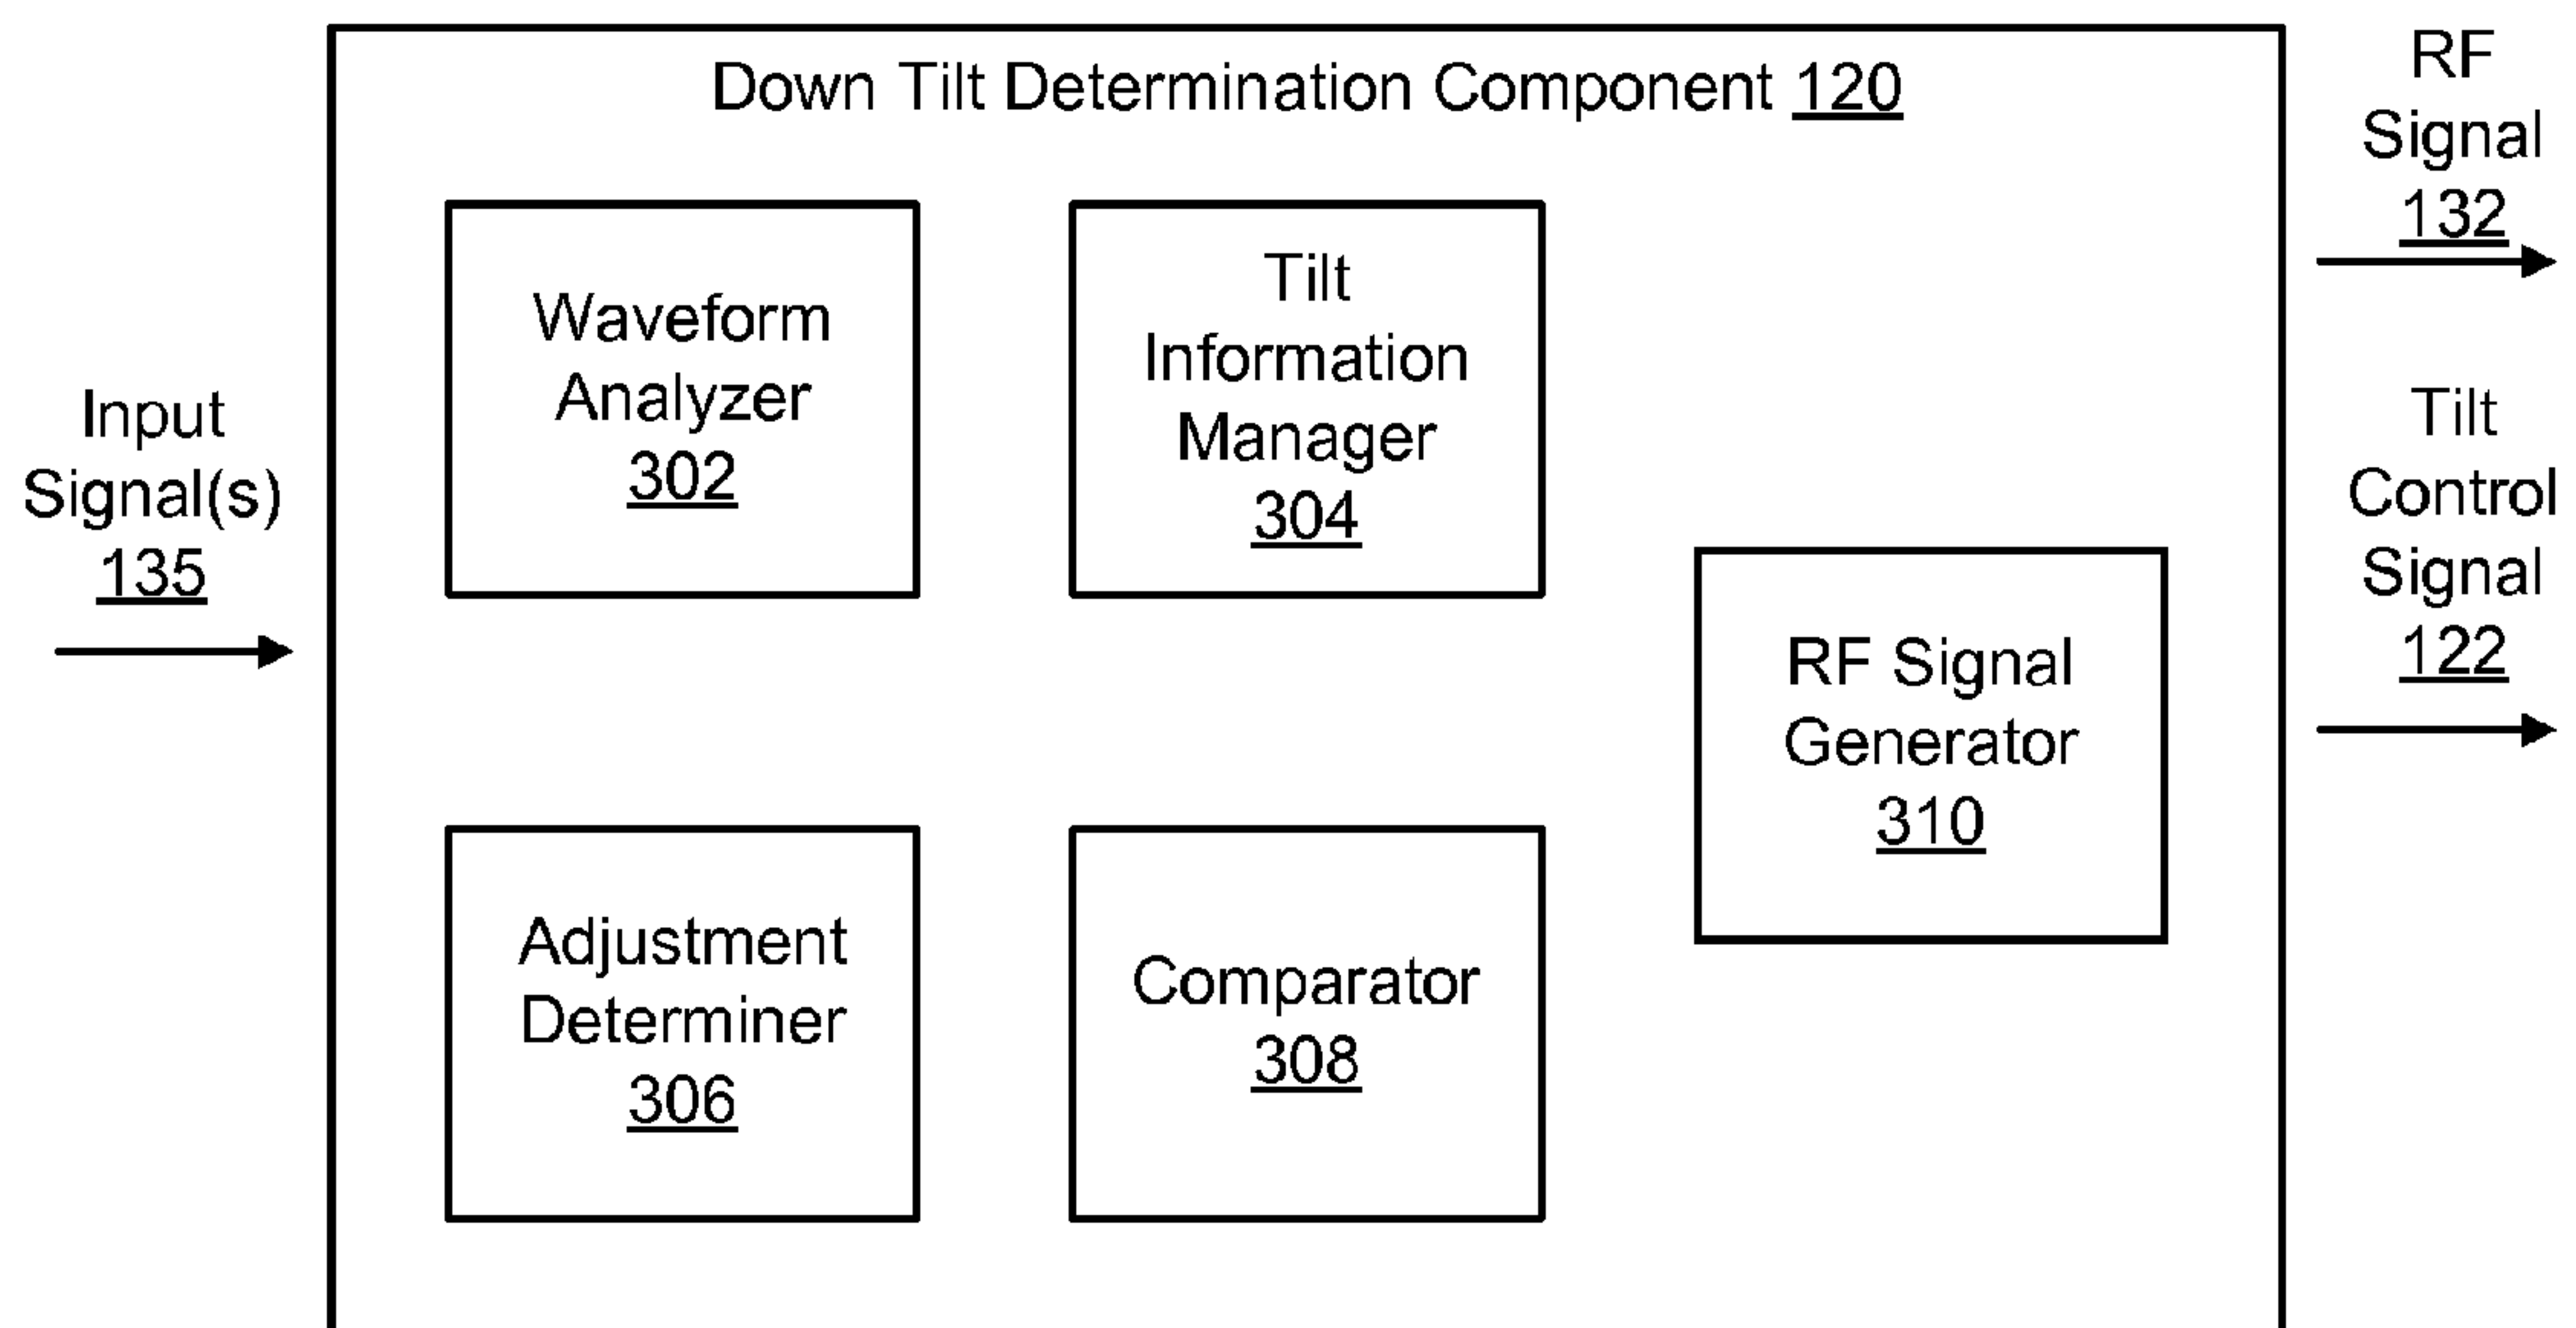 Down Tilt Determination Component 120
Input
Signal(s)
135
Waveform
Analyzer
302
Tilt
Information
Manager
304
Adjustment
Determiner
306
Comparator
308
RF Signal
Generator
310
RF
Signal
132
Tilt
Control
Signal
122